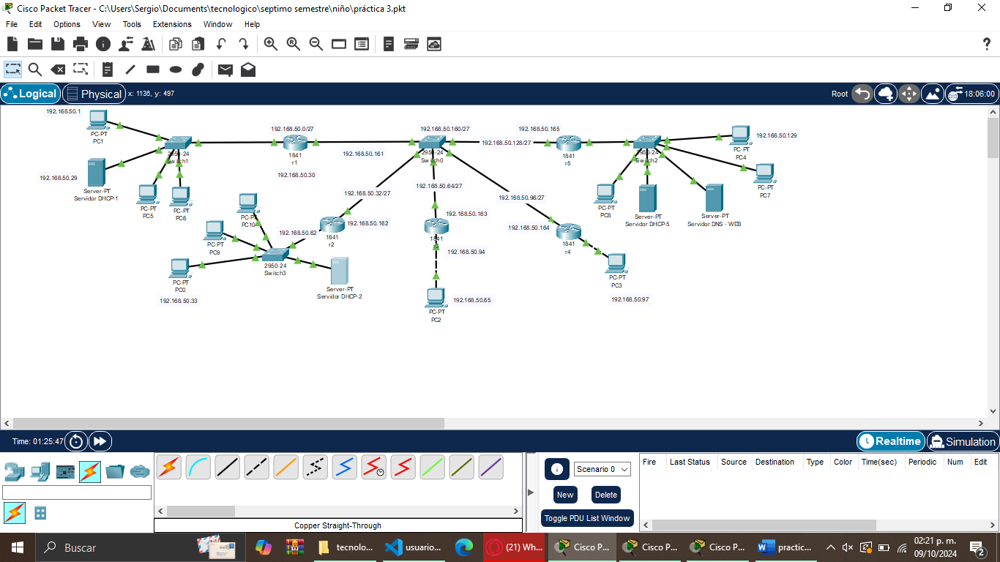 Cisco Packet Tracer - C:\Users\Sergio\Documents\tecnologico\septimo semestre\niño\práctica 3.pkt
File Edit Options View Tools Extensions Window Help
Logical Physical x: 1136, y: 497 Root 18:06:00
192.168.50.1
PC-PT
PC1
192.168.50.29
Server-PT
Servidor DHCP-1
2950-24
Switch1
PC-PT
PC5
PC-PT
PC6
192.168.50.0/27
1841
r1
192.168.50.30
192.168.50.161
192.168.50.160/27
2950-24
Switch0
192.168.50.165
192.168.50.128/27
1841
r5
2950-24
Switch2
PC-PT
PC4
192.168.50.129
PC-PT
PC7
PC-PT
PC8
Server-PT
Servidor DHCP-5
Server-PT
Servidor DNS - WEB
192.168.50.32/27
192.168.50.64/27
192.168.50.96/27
PC-PT
PC10
192.168.50.62
192.168.50.162
1841
r2
192.168.50.163
1841
192.168.50.94
192.168.50.164
1841
r4
PC-PT
PC9
2950-24
Switch3
PC-PT
PC0
192.168.50.33
Server-PT
Servidor DHCP-2
PC-PT
PC2
192.168.50.65
PC-PT
PC3
192.168.50.97
Time: 01:25:47 Realtime Simulation
Scenario 0
New Delete
Toggle PDU List Window
Fire Last Status Source Destination Type Color Time(sec) Periodic Num Edit
Copper Straight-Through
Buscar tecnolo... usuario... (21) Wh... Cisco P... Cisco P... Cisco P... practic...
02:21 p. m.
09/10/2024
2